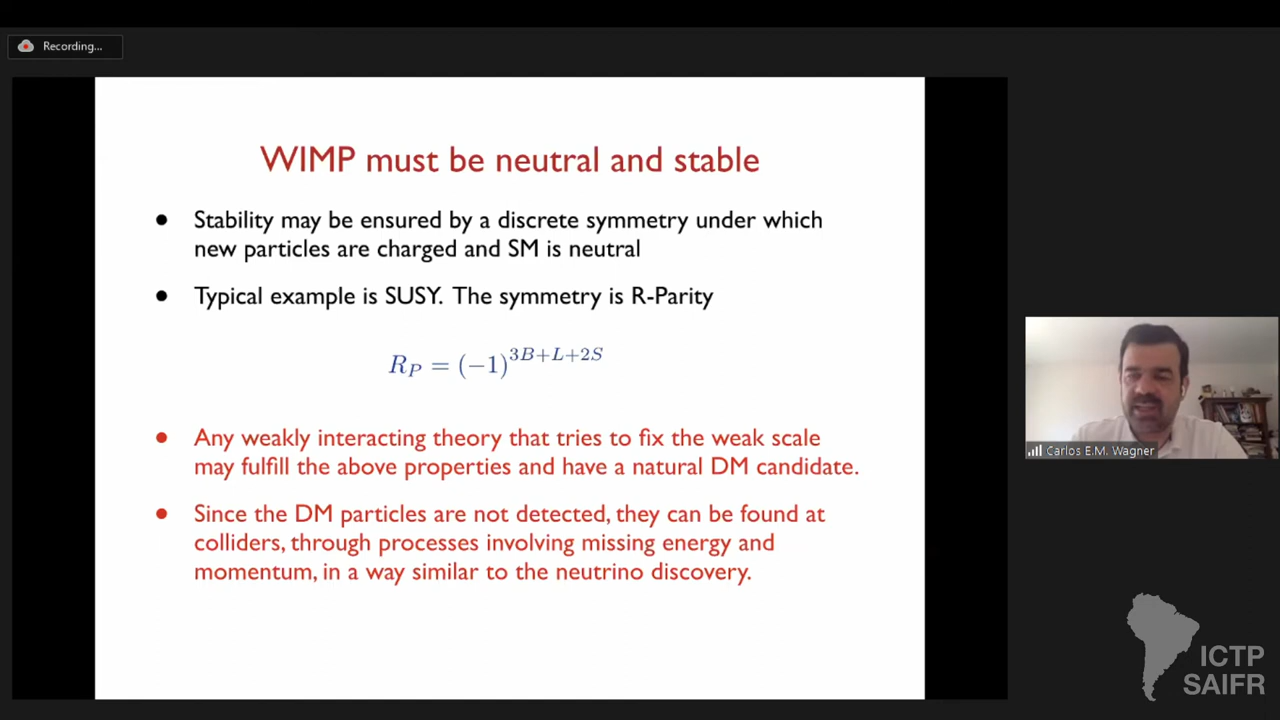 Recording...
WIMP must be neutral and stable
● Stability may be ensured by a discrete symmetry under which
new particles are charged and SM is neutral
● Typical example is SUSY. The symmetry is R-Parity
R_P = (−1)^{3B+L+2S}
● Any weakly interacting theory that tries to fix the weak scale
may fulfill the above properties and have a natural DM candidate.
● Since the DM particles are not detected, they can be found at
colliders, through processes involving missing energy and
momentum, in a way similar to the neutrino discovery.
Carlos E.M. Wagner
ICTP
SAIFR